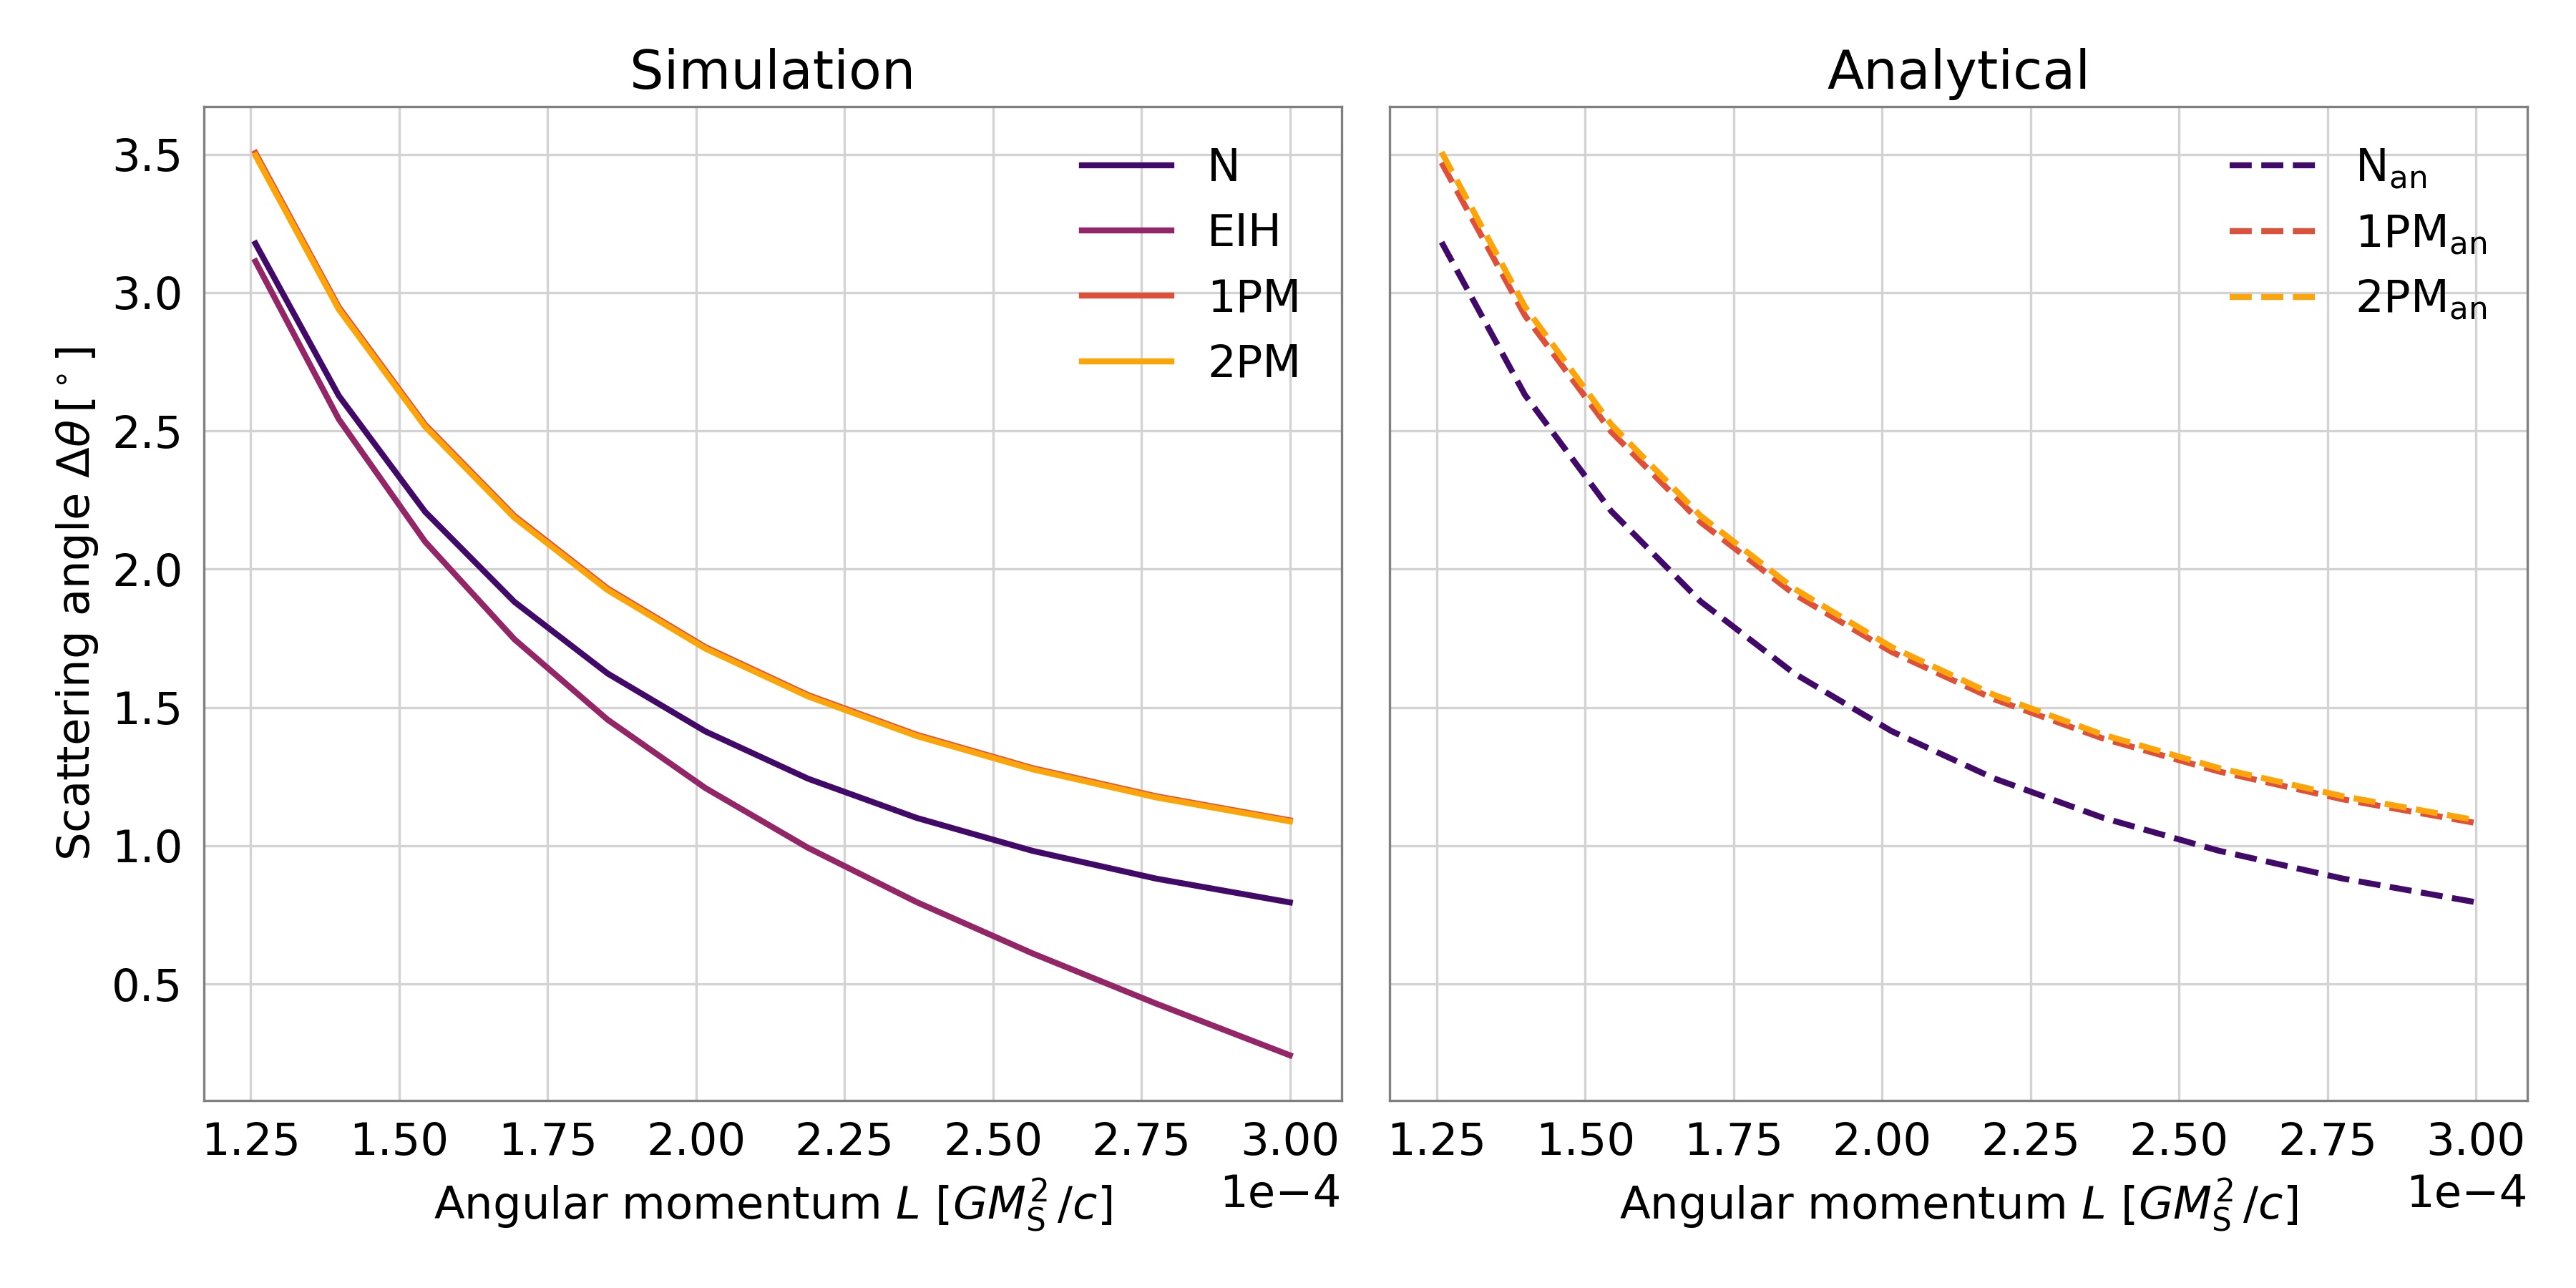 Simulation
Analytical
Scattering angle Δθ [°]
3.5
3.0
2.5
2.0
1.5
1.0
0.5
N
EIH
1PM
2PM
N_an
1PM_an
2PM_an
1.25 1.50 1.75 2.00 2.25 2.50 2.75 3.00
1e−4
Angular momentum L [GM_S^2/c]
1.25 1.50 1.75 2.00 2.25 2.50 2.75 3.00
1e−4
Angular momentum L [GM_S^2/c]